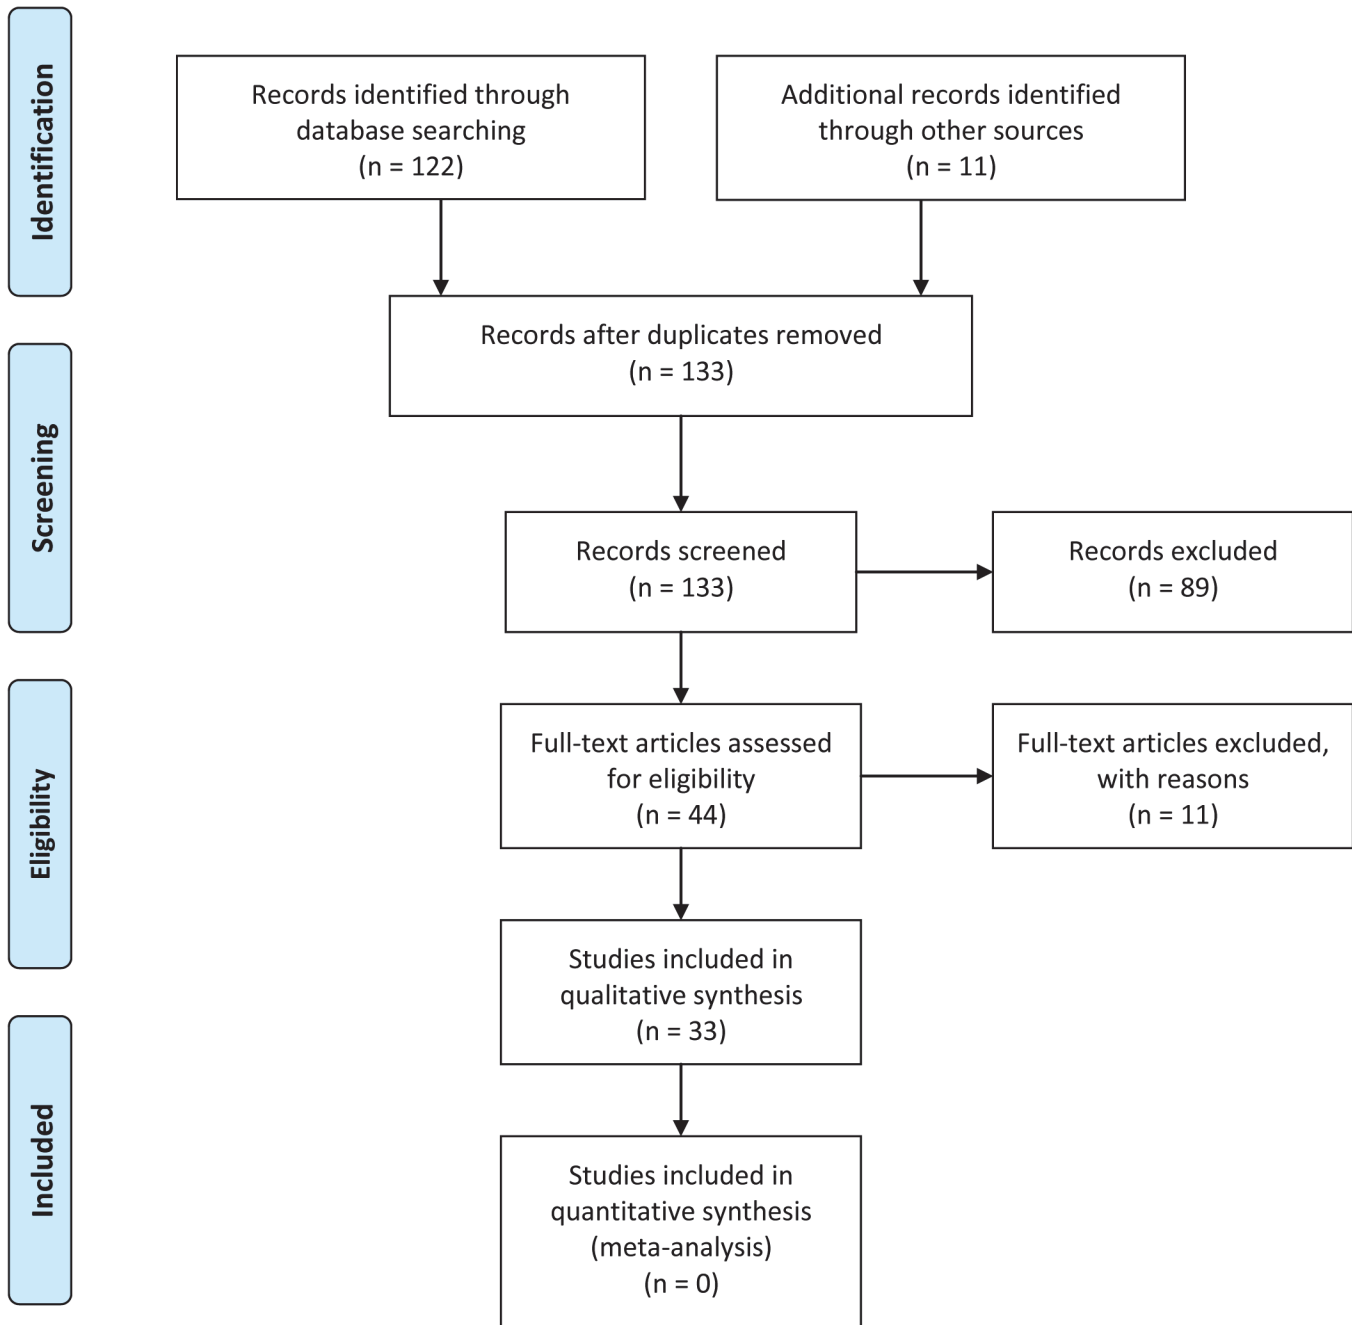 Identification
Records identified through
database searching
(n = 122)
Additional records identified
through other sources
(n = 11)
Records after duplicates removed
(n = 133)
Screening
Records screened
(n = 133)
Records excluded
(n = 89)
Eligibility
Full-text articles assessed
for eligibility
(n = 44)
Full-text articles excluded,
with reasons
(n = 11)
Studies included in
qualitative synthesis
(n = 33)
Included
Studies included in
quantitative synthesis
(meta-analysis)
(n = 0)